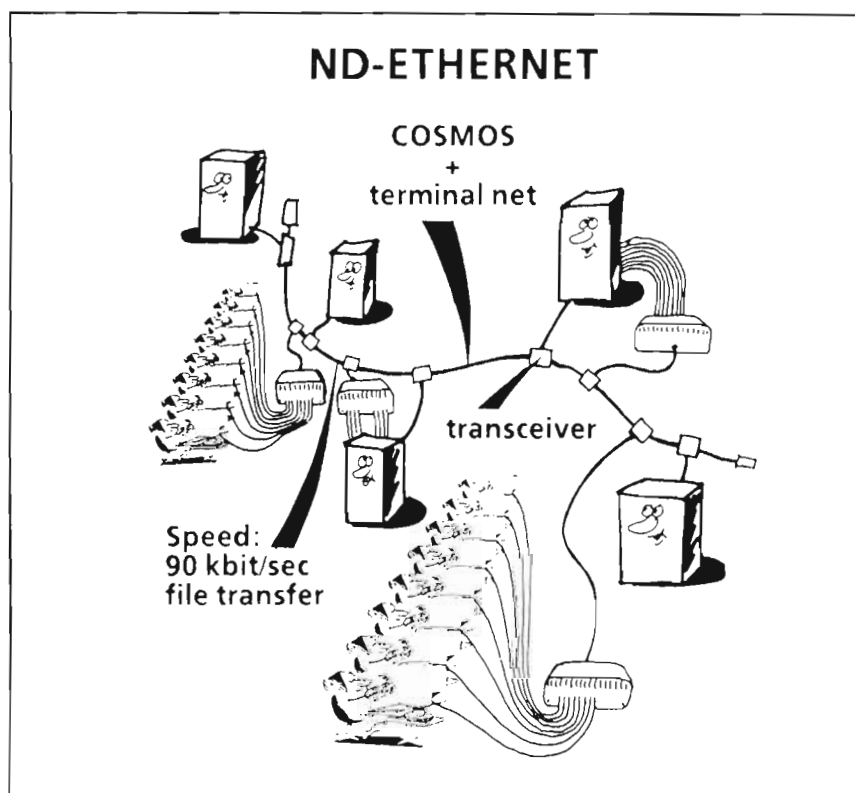 ND-ETHERNET
COSMOS
+
terminal net
transceiver
Speed:
90 kbit/sec
file transfer